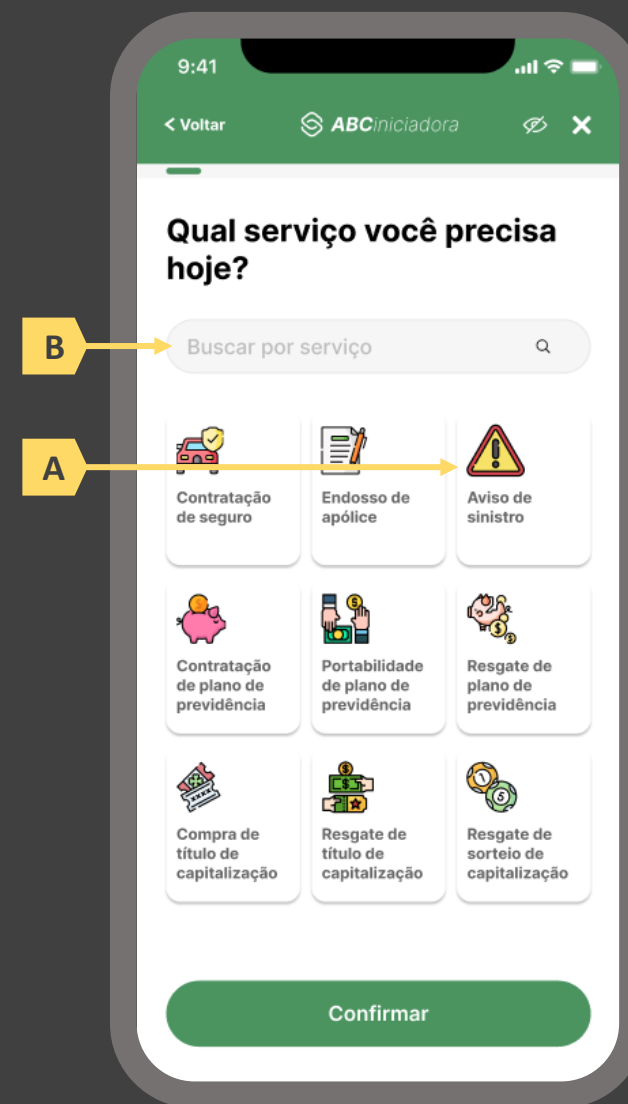 9:41
< Voltar
ABCiniciadora
Qual serviço você precisa
hoje?
B
Buscar por serviço
A
Contratação
de seguro
Endosso de
apólice
Aviso de
sinistro
Contratação
de plano de
previdência
Portabilidade
de plano de
previdência
Resgate de
plano de
previdência
Compra de
título de
capitalização
Resgate de
título de
capitalização
Resgate de
sorteio de
capitalização
Confirmar